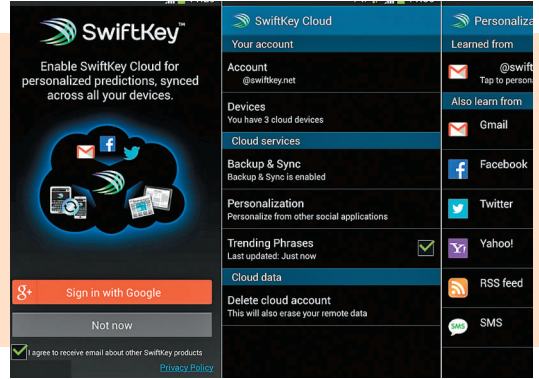 SwiftKey™
Enable SwiftKey Cloud for
personalized predictions, synced
across all your devices.
Sign in with Google
Not now
I agree to receive email about other SwiftKey products
Privacy Policy
SwiftKey Cloud
Your account
Account
@swiftkey.net
Devices
You have 3 cloud devices
Cloud services
Backup & Sync
Backup & Sync is enabled
Personalization
Personalize from other social applications
Trending Phrases
Last updated: Just now
Cloud data
Delete cloud account
This will also erase your remote data
Personaliza
Learned from
@swift
Tap to person
Also learn from
Gmail
Facebook
Twitter
Yahoo!
RSS feed
SMS
SMS